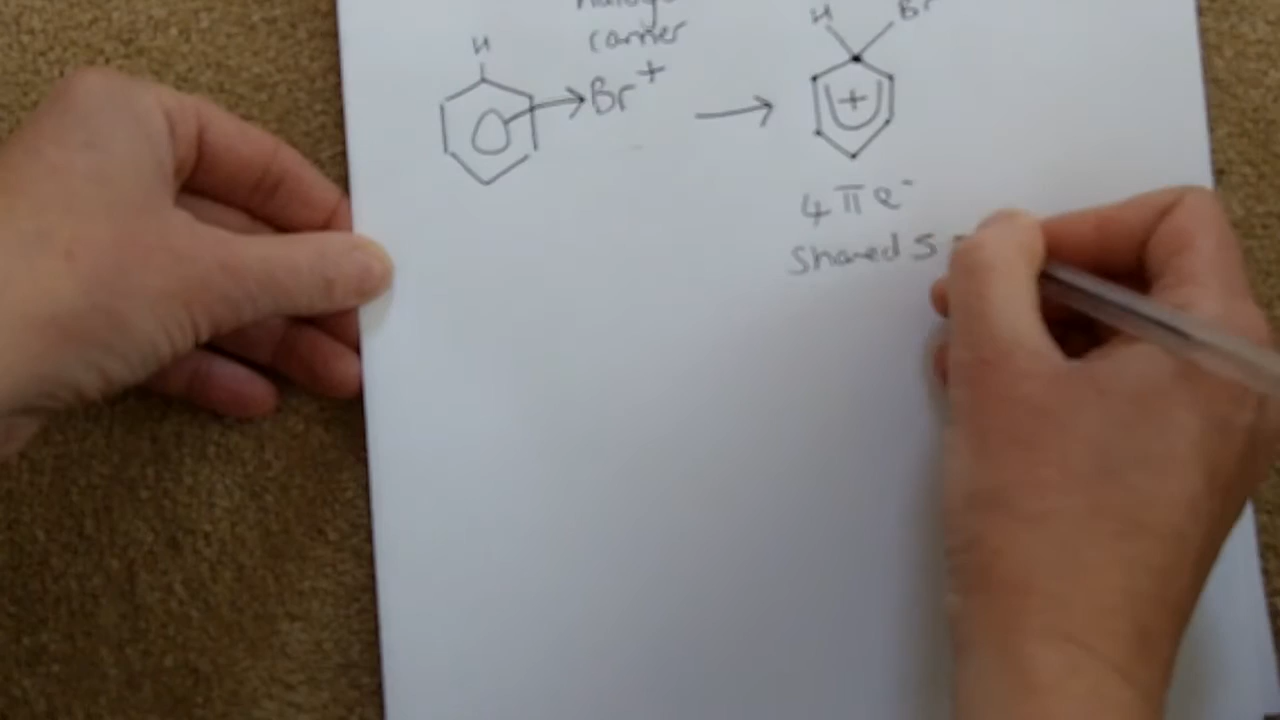 carrier
H
Br+
H
Br
+
4 π e-
Shared 5